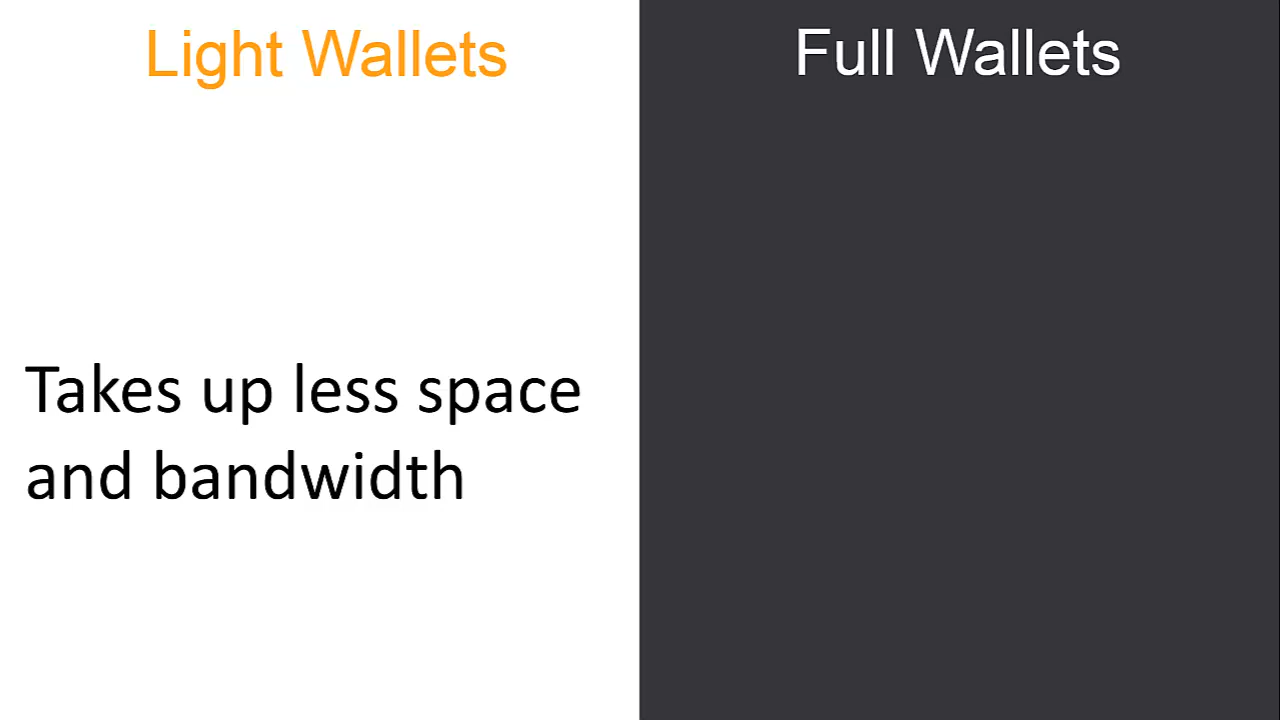 Light Wallets
Full Wallets
Takes up less space
and bandwidth